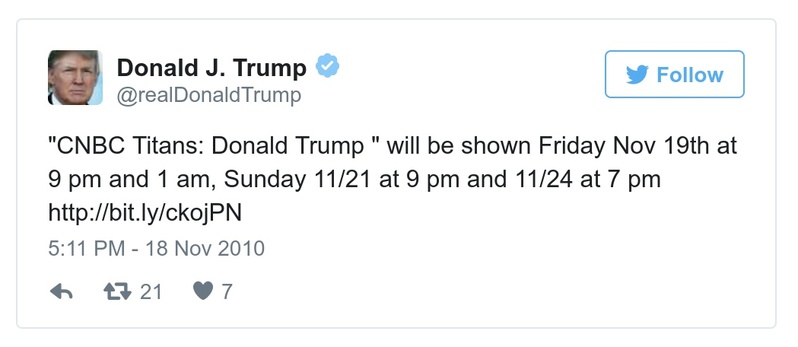 Donald J. Trump
Follow
@realDonaldTrump
"CNBC Titans: Donald Trump " will be shown Friday Nov 19th at
9 pm and 1 am, Sunday 11/21 at 9 pm and 11/24 at 7 pm
http://bit.ly/ckojPN
5:11 PM - 18 Nov 2010
21 7